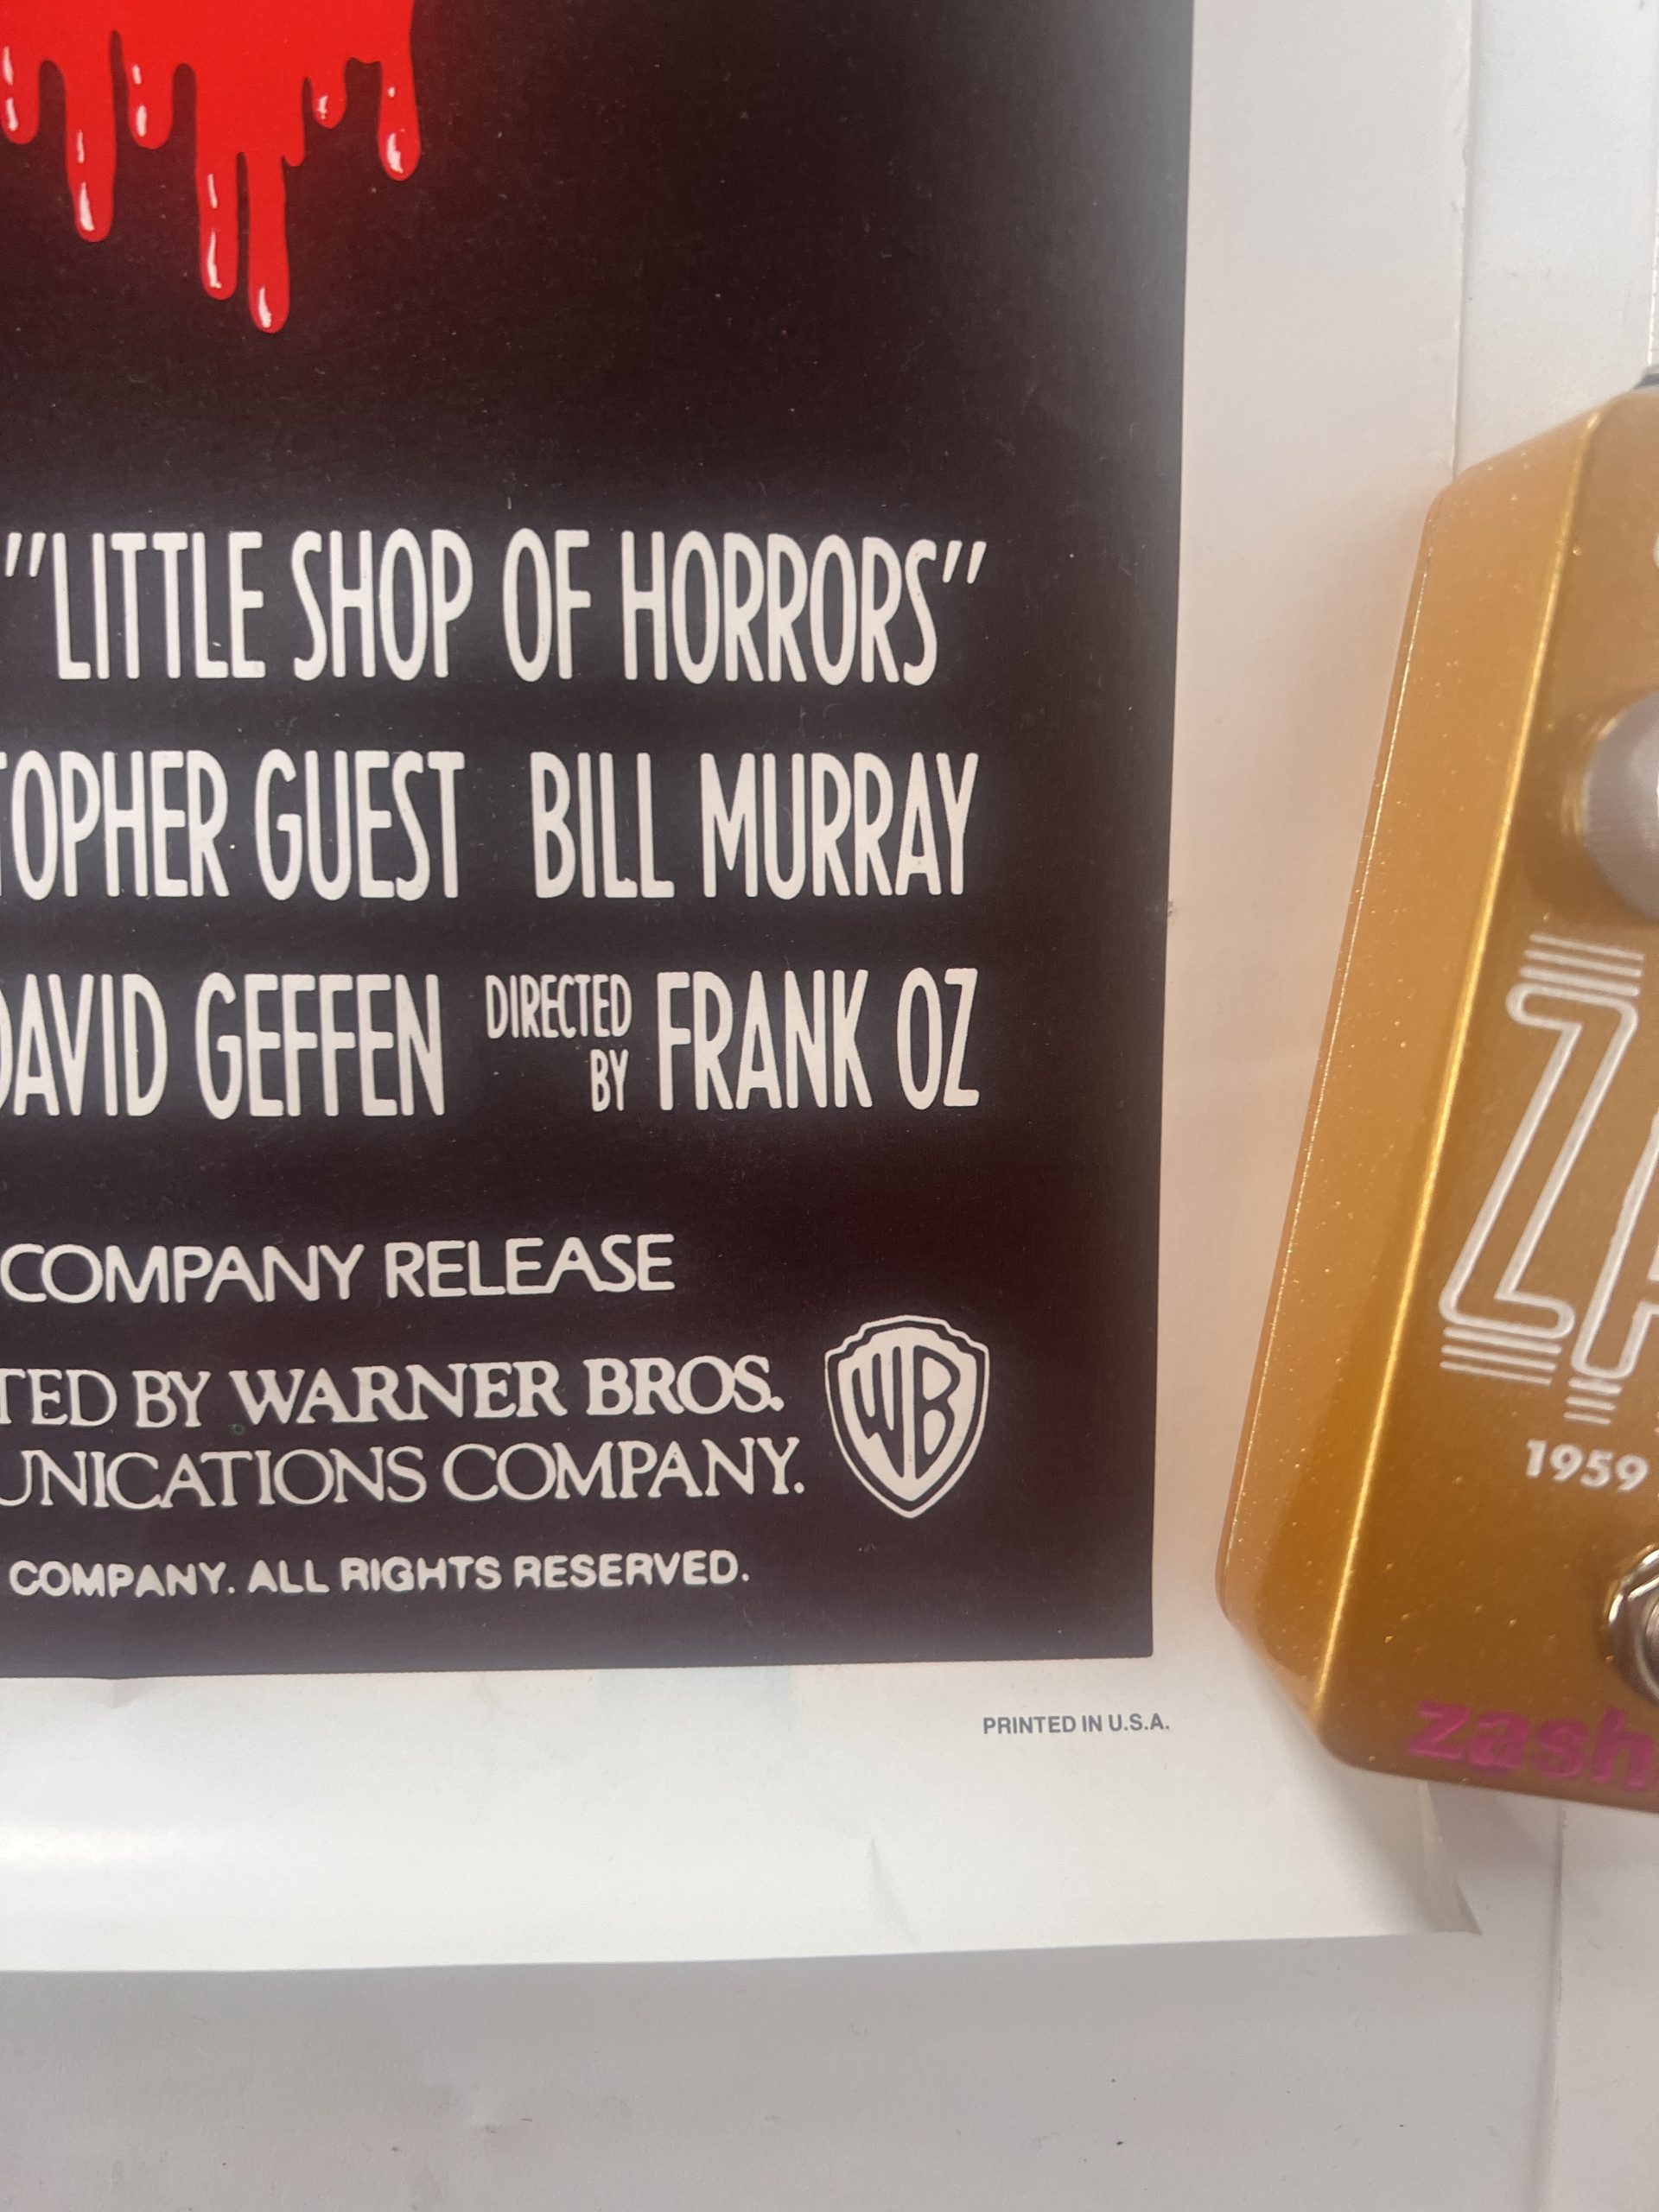 "LITTLE SHOP OF HORRORS"
TOPHER GUEST BILL MURRAY
DAVID GEFFEN DIRECTED BY FRANK OZ
COMPANY RELEASE
TED BY WARNER BROS.
UNICATIONS COMPANY.
WB
COMPANY. ALL RIGHTS RESERVED.
PRINTED IN U.S.A.
1959
zash